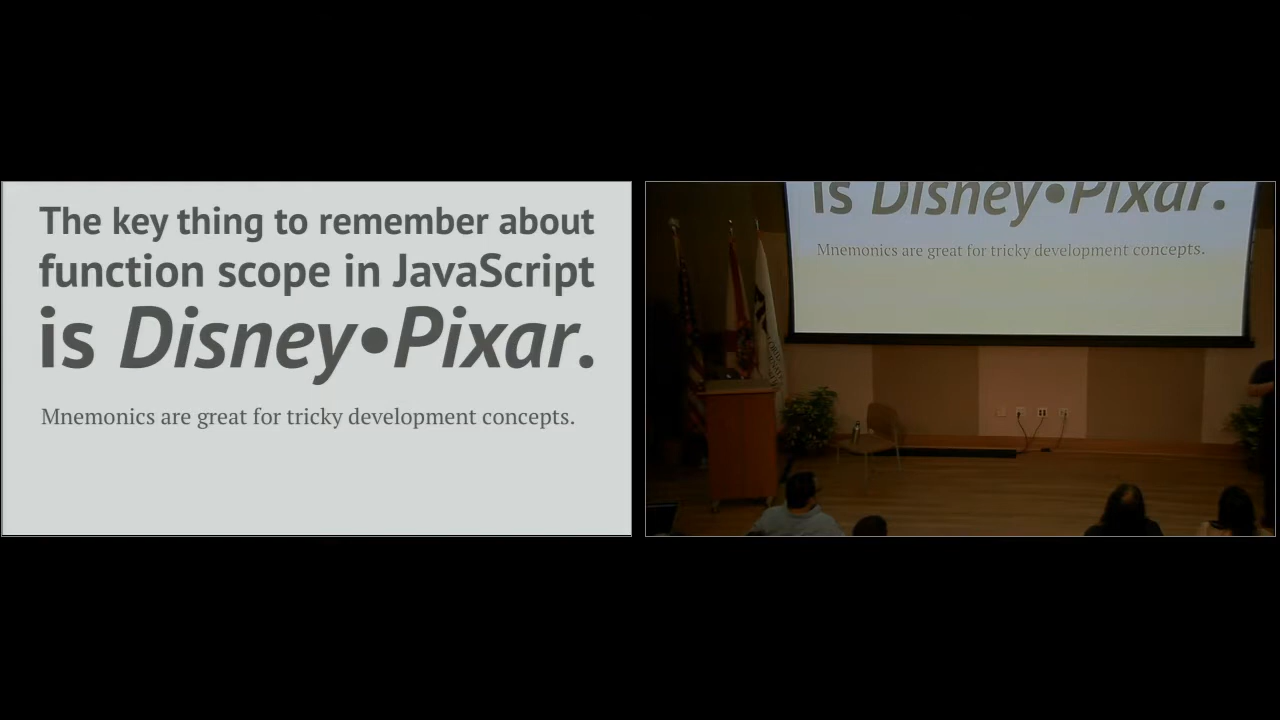 The key thing to remember about
function scope in JavaScript
is Disney•Pixar.
Mnemonics are great for tricky development concepts.
is Disney•Pixar.
Mnemonics are great for tricky development concepts.